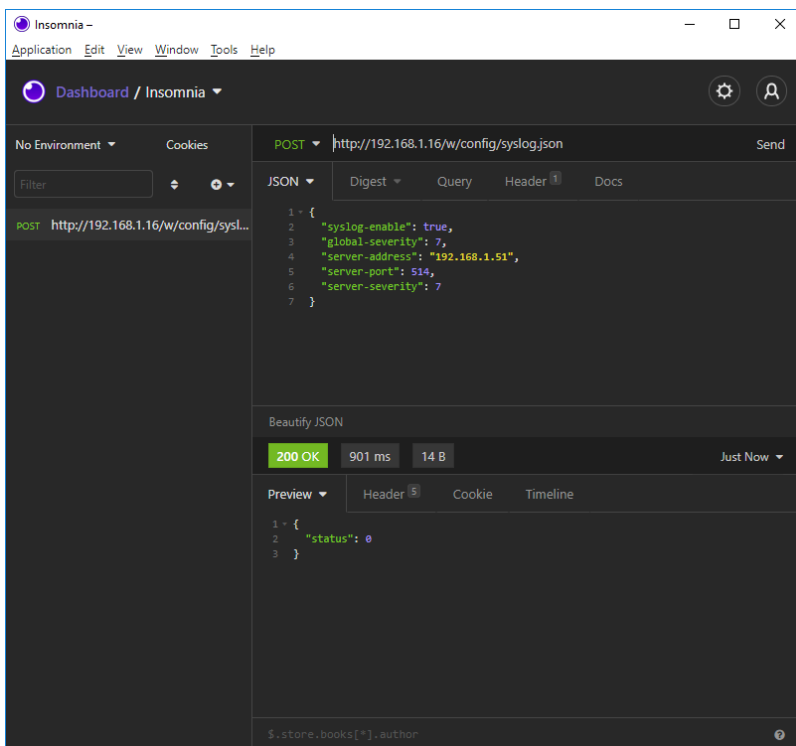 Insomnia –
Application Edit View Window Tools Help
Dashboard / Insomnia
No Environment Cookies
POST http://192.168.1.16/w/config/syslog.json Send
Filter
JSON Digest Query Header 1 Docs
POST http://192.168.1.16/w/config/sysl...
1 {
2 "syslog-enable": true,
3 "global-severity": 7,
4 "server-address": "192.168.1.51",
5 "server-port": 514,
6 "server-severity": 7
7 }
Beautify JSON
200 OK 901 ms 14 B Just Now
Preview Header 5 Cookie Timeline
1 {
2 "status": 0
3 }
$.store.books[*].author